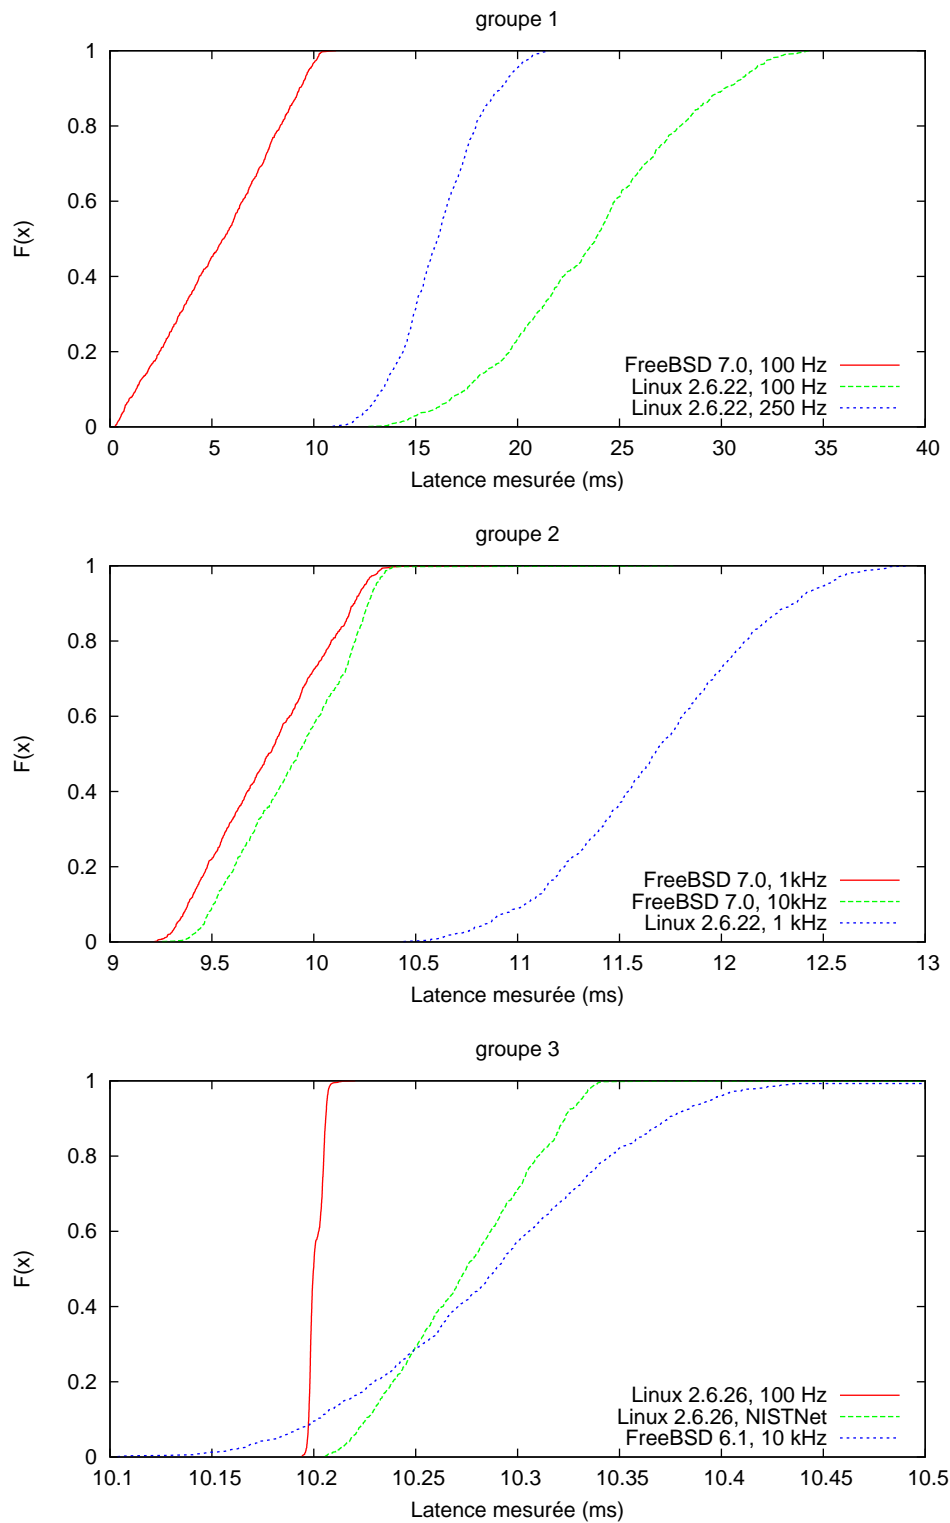 groupe 1
1
0.8
0.6
0.4
0.2
0
F(x)
FreeBSD 7.0, 100 Hz
Linux 2.6.22, 100 Hz
Linux 2.6.22, 250 Hz
0 5 10 15 20 25 30 35 40
Latence mesurée (ms)
groupe 2
1
0.8
0.6
0.4
0.2
0
F(x)
FreeBSD 7.0, 1kHz
FreeBSD 7.0, 10kHz
Linux 2.6.22, 1 kHz
9 9.5 10 10.5 11 11.5 12 12.5 13
Latence mesurée (ms)
groupe 3
1
0.8
0.6
0.4
0.2
0
F(x)
Linux 2.6.26, 100 Hz
Linux 2.6.26, NISTNet
FreeBSD 6.1, 10 kHz
10.1 10.15 10.2 10.25 10.3 10.35 10.4 10.45 10.5
Latence mesurée (ms)